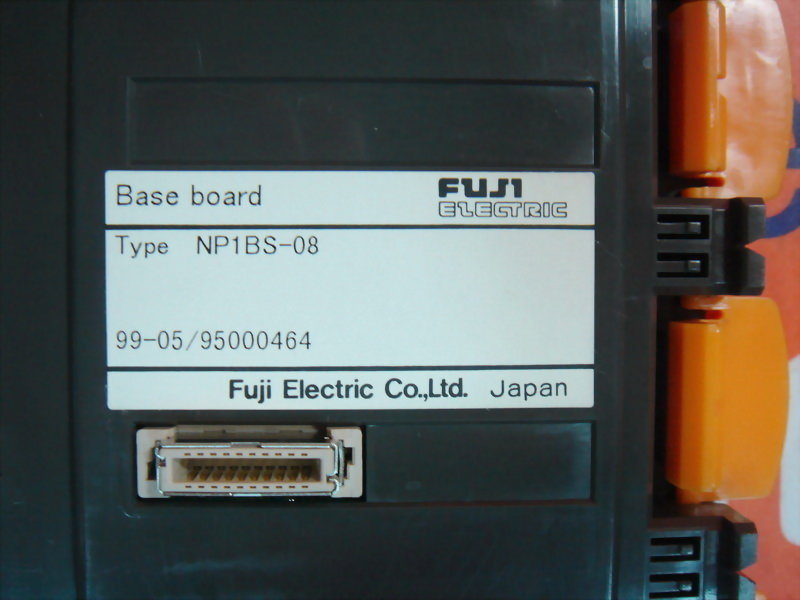 Base board
FUJI
ELECTRIC
Type NP1BS-08
99-05/95000464
Fuji Electric Co.,Ltd. Japan